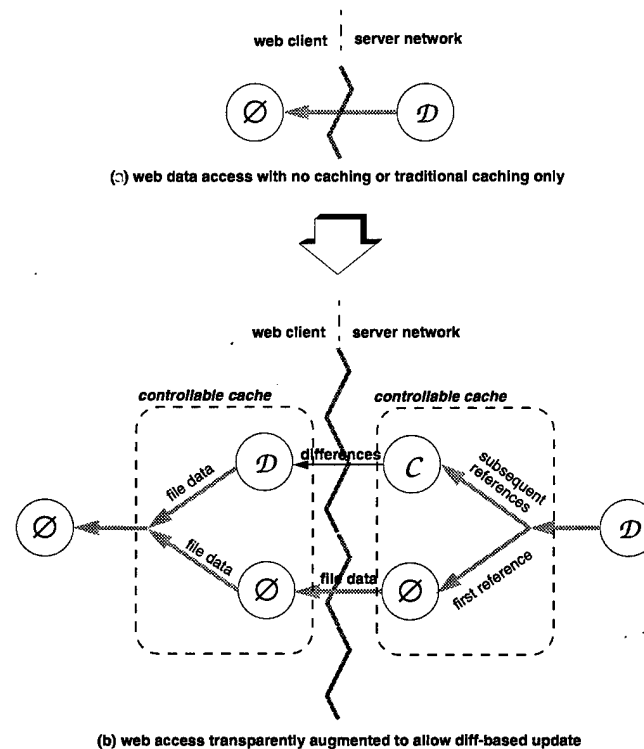 web client server network
∅ D
(a) web data access with no caching or traditional caching only
web client server network
controllable cache controllable cache
D differences C
file data subsequent references
∅ D
file data first reference
∅ file data ∅
(b) web access transparently augmented to allow diff-based update